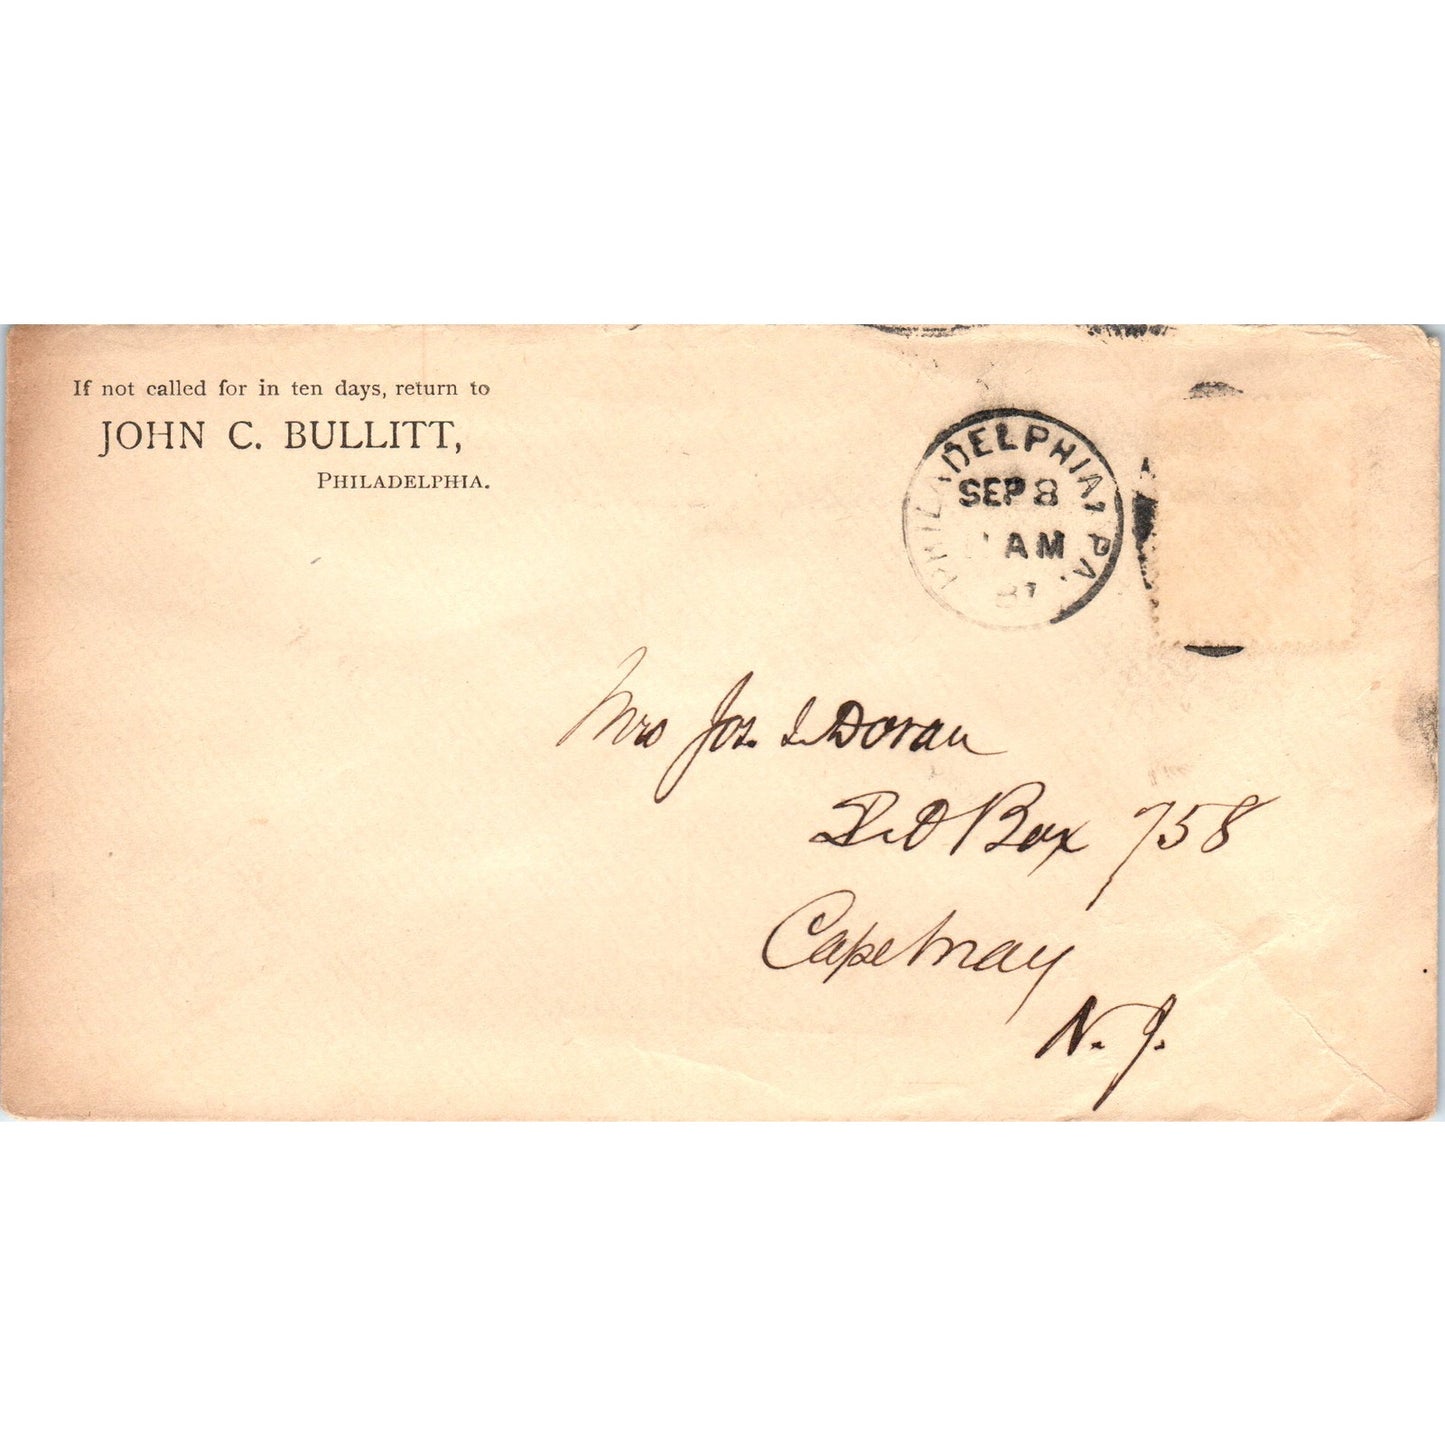 If not called for in ten days, return to
JOHN C. BULLITT,
PHILADELPHIA.
PHILADELPHIA, PA.
SEP 8
AM
Mrs Jos. I. Doran
P.O Box 758
Cape May
N. J.